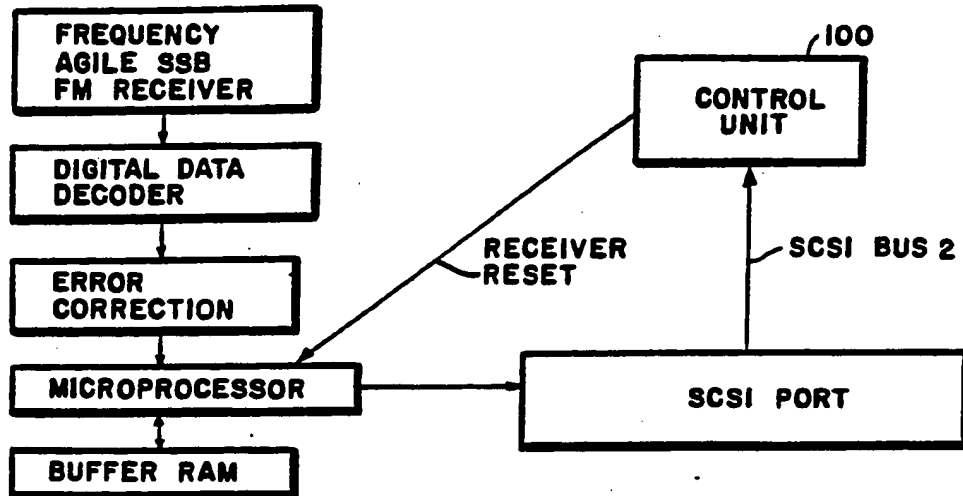 FREQUENCY
AGILE SSB
FM RECEIVER
DIGITAL DATA
DECODER
ERROR
CORRECTION
MICROPROCESSOR
BUFFER RAM
RECEIVER
RESET
100
CONTROL
UNIT
SCSI BUS 2
SCSI PORT